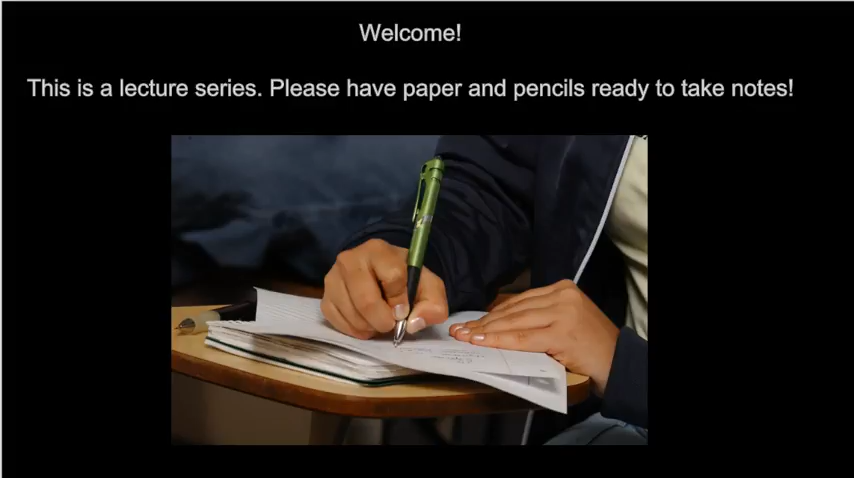 Welcome!
This is a lecture series. Please have paper and pencils ready to take notes!